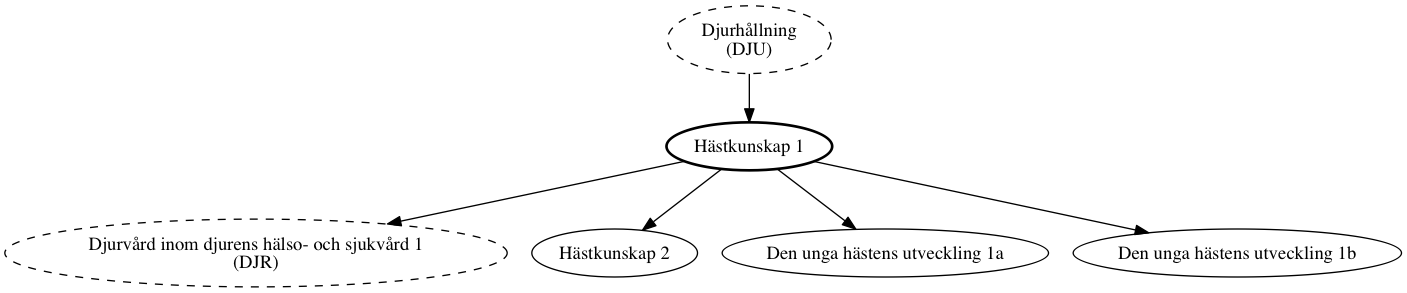 Djurhållning
(DJU)
Hästkunskap 1
Djurvård inom djurens hälso- och sjukvård 1
(DJR)
Hästkunskap 2
Den unga hästens utveckling 1a
Den unga hästens utveckling 1b